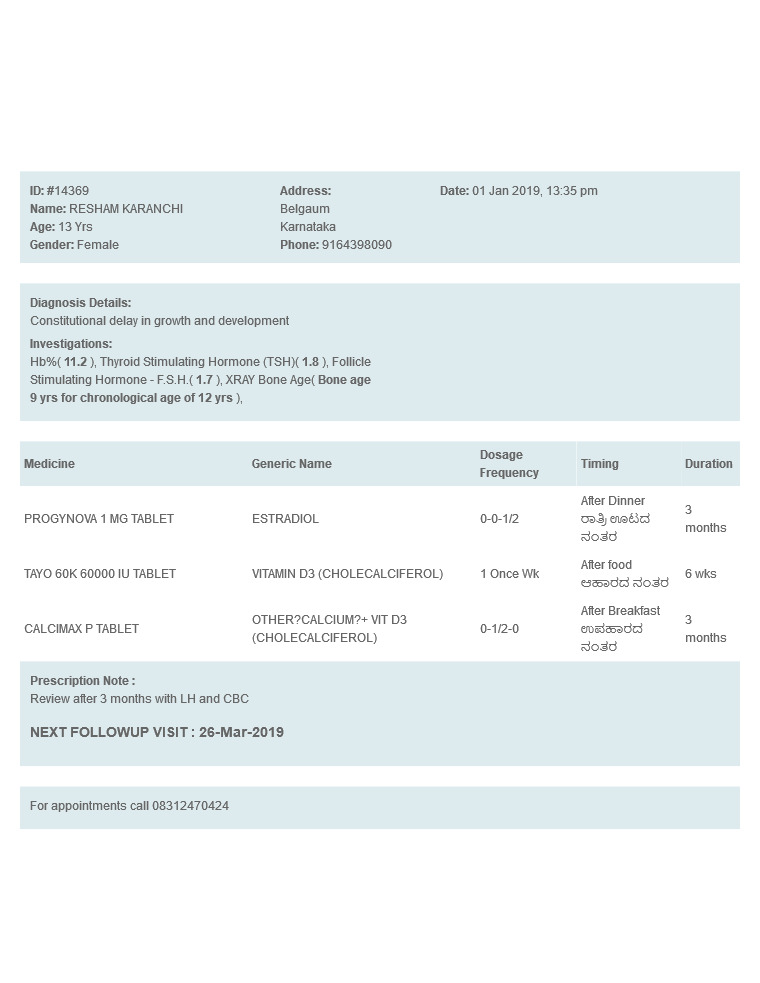 ID: #14369
Name: RESHAM KARANCHI
Age: 13 Yrs
Gender: Female
Address:
Belgaum
Karnataka
Phone: 9164398090
Date: 01 Jan 2019, 13:35 pm
Diagnosis Details:
Constitutional delay in growth and development
Investigations:
Hb%( 11.2 ), Thyroid Stimulating Hormone (TSH)( 1.8 ), Follicle
Stimulating Hormone - F.S.H.( 1.7 ), XRAY Bone Age( Bone age
9 yrs for chronological age of 12 yrs ),
Medicine Generic Name Dosage Frequency Timing Duration
PROGYNOVA 1 MG TABLET ESTRADIOL 0-0-1/2 After Dinner 3 months
ರಾತ್ರಿ ಊಟದ
ನಂತರ
TAYO 60K 60000 IU TABLET VITAMIN D3 (CHOLECALCIFEROL) 1 Once Wk After food 6 wks
ಆಹಾರದ ನಂತರ
CALCIMAX P TABLET OTHER?CALCIUM?+ VIT D3 (CHOLECALCIFEROL) 0-1/2-0 After Breakfast 3 months
ಉಪಹಾರದ
ನಂತರ
Prescription Note :
Review after 3 months with LH and CBC
NEXT FOLLOWUP VISIT : 26-Mar-2019
For appointments call 08312470424